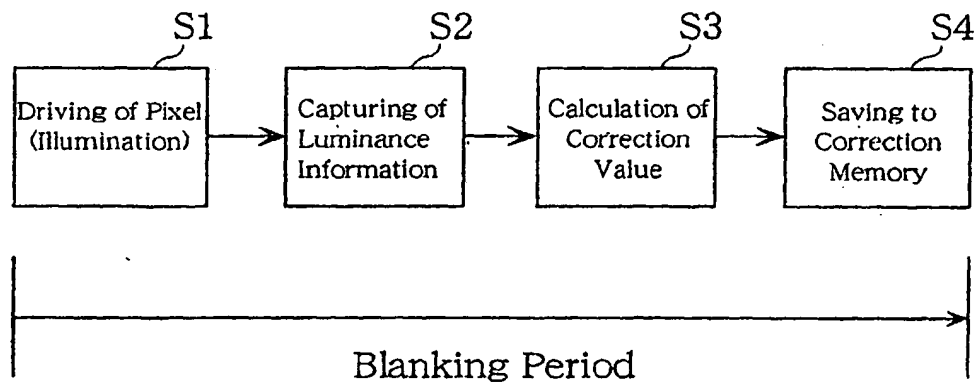 S1
S2
S3
S4
Driving of Pixel
(Illumination)
Capturing of
Luminance
Information
Calculation of
Correction
Value
Saving to
Correction
Memory
Blanking Period